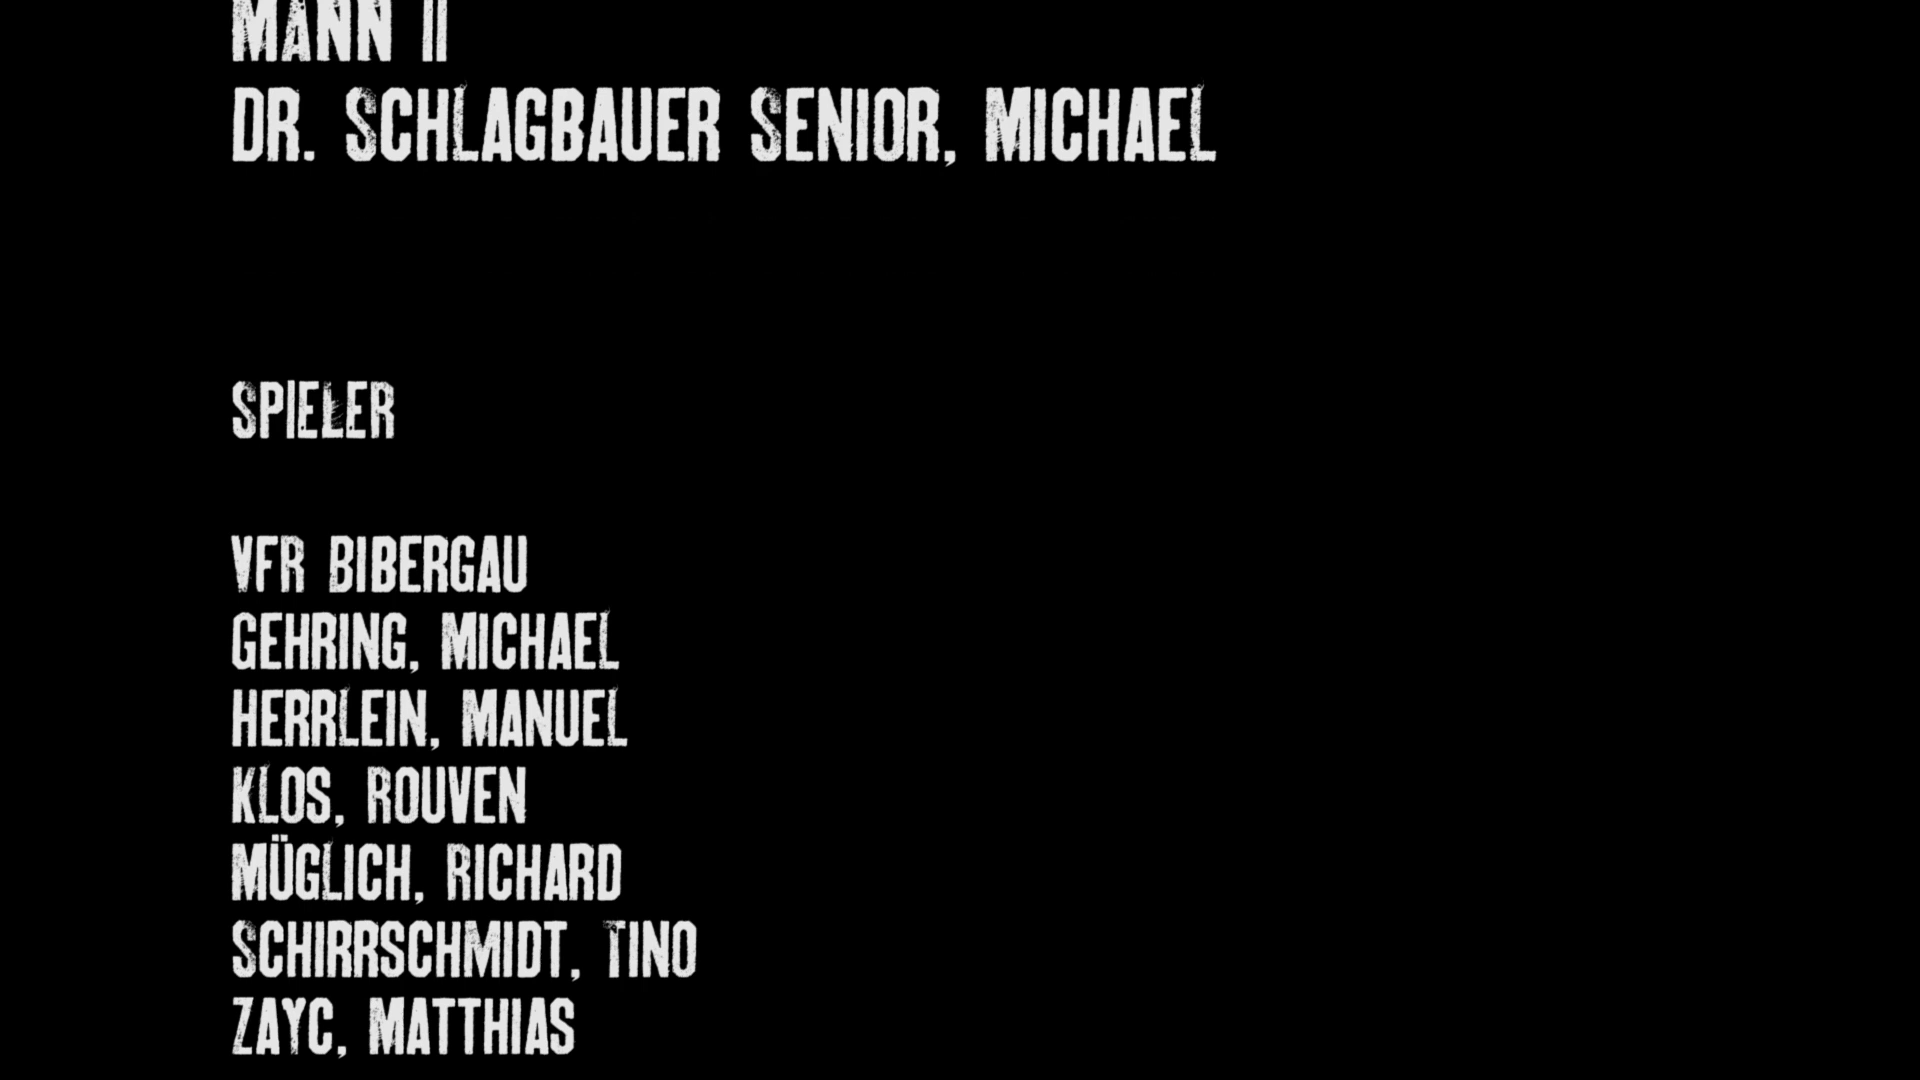 MANN II
DR. SCHLAGBAUER SENIOR, MICHAEL
SPIELER
VFR BIBERGAU
GEHRING, MICHAEL
HERRLEIN, MANUEL
KLOS, ROUVEN
MÜGLICH, RICHARD
SCHIRRSCHMIDT, TINO
ZAYC, MATTHIAS